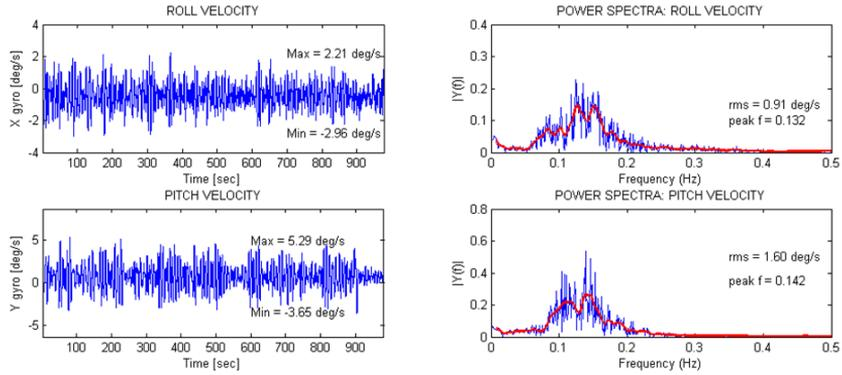 ROLL VELOCITY
4
2
0
-2
-4
X gyro [deg/s]
Max = 2.21 deg/s
Min = -2.96 deg/s
100 200 300 400 500 600 700 800 900
Time [sec]
POWER SPECTRA: ROLL VELOCITY
0.4
0.3
0.2
0.1
0
|Y(f)|
rms = 0.91 deg/s
peak f = 0.132
0 0.1 0.2 0.3 0.4 0.5
Frequency (Hz)
PITCH VELOCITY
5
0
-5
Y gyro [deg/s]
Max = 5.29 deg/s
Min = -3.65 deg/s
100 200 300 400 500 600 700 800 900
Time [sec]
POWER SPECTRA: PITCH VELOCITY
0.8
0.6
0.4
0.2
0
|Y(f)|
rms = 1.60 deg/s
peak f = 0.142
0 0.1 0.2 0.3 0.4 0.5
Frequency (Hz)